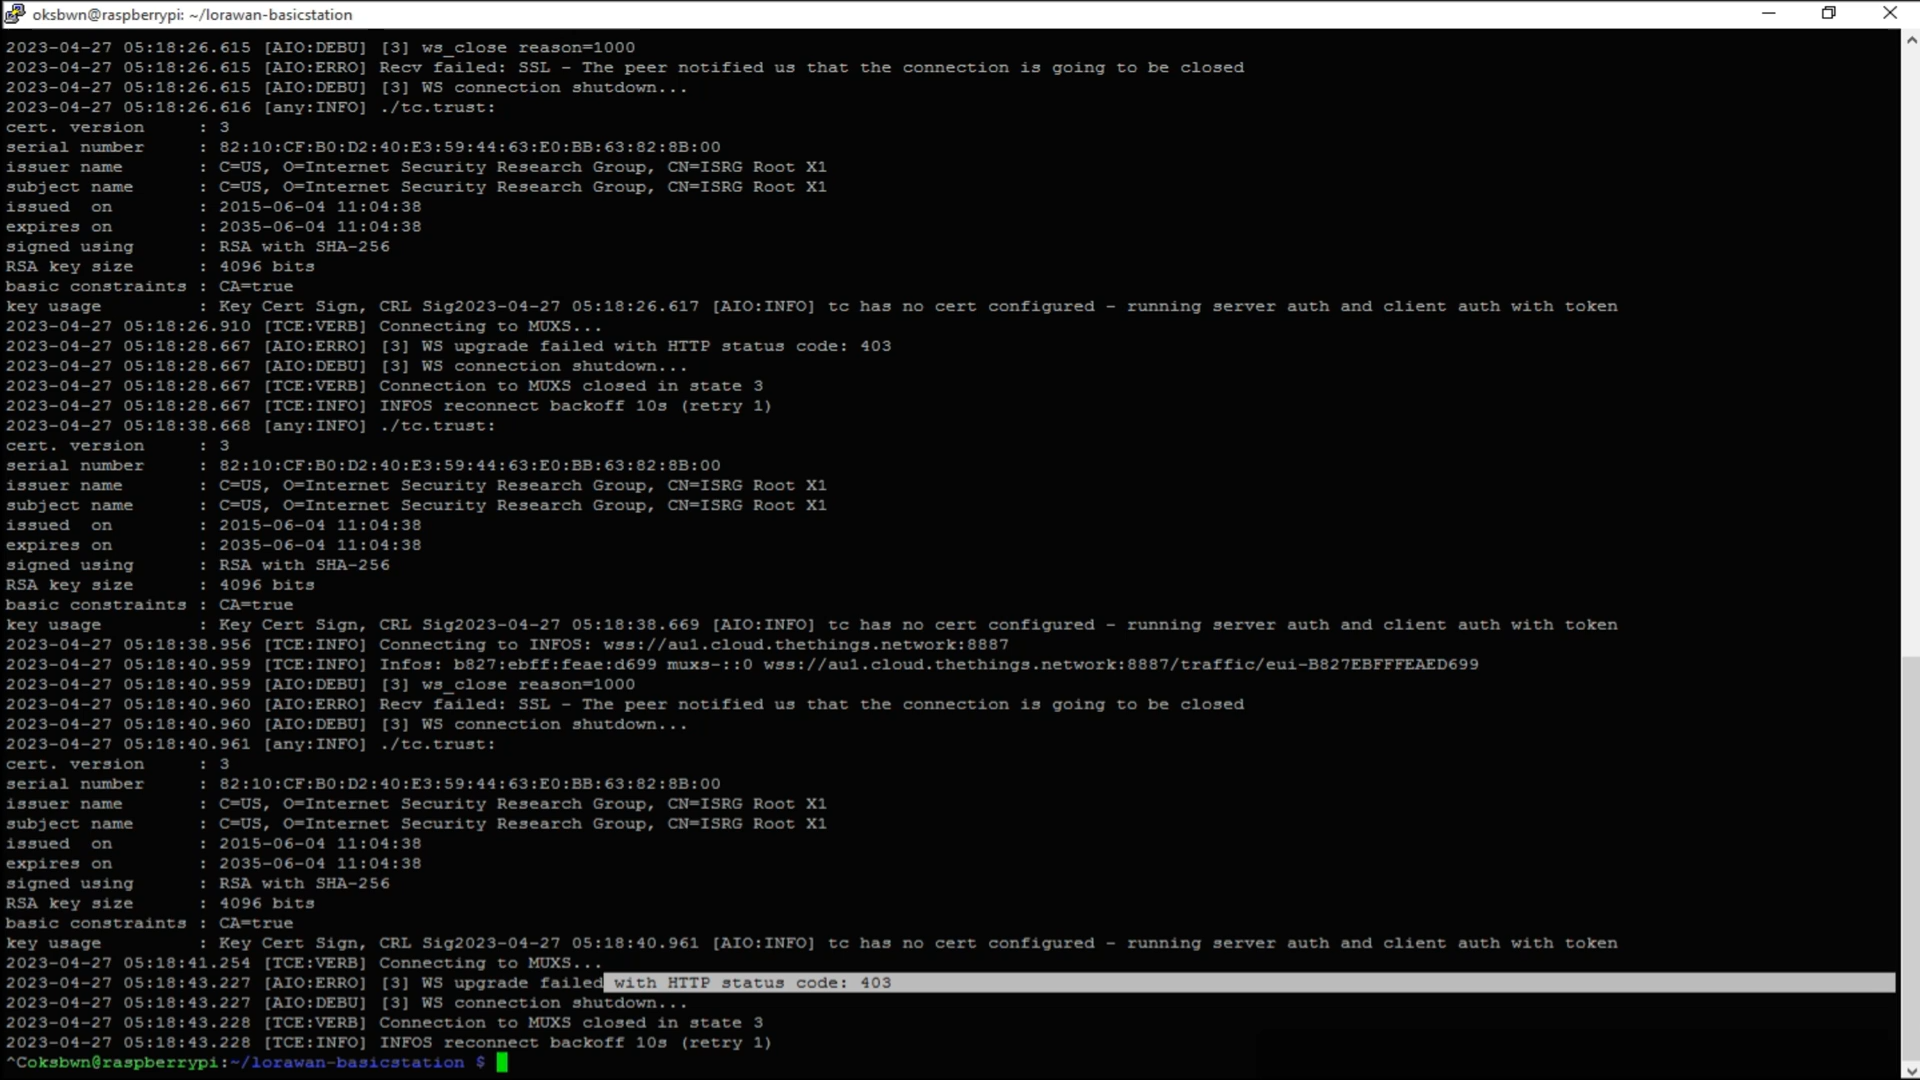 oksbwn@raspberrypi: ~/lorawan-basicstation
2023-04-27 05:18:26.615 [AIO:DEBU] [3] ws_close reason=1000
2023-04-27 05:18:26.615 [AIO:ERRO] Recv failed: SSL - The peer notified us that the connection is going to be closed
2023-04-27 05:18:26.615 [AIO:DEBU] [3] WS connection shutdown...
2023-04-27 05:18:26.616 [any:INFO] ./tc.trust:
cert. version     : 3
serial number     : 82:10:CF:B0:D2:40:E3:59:44:63:E0:BB:63:82:8B:00
issuer name       : C=US, O=Internet Security Research Group, CN=ISRG Root X1
subject name      : C=US, O=Internet Security Research Group, CN=ISRG Root X1
issued  on        : 2015-06-04 11:04:38
expires on        : 2035-06-04 11:04:38
signed using      : RSA with SHA-256
RSA key size      : 4096 bits
basic constraints : CA=true
key usage         : Key Cert Sign, CRL Sig2023-04-27 05:18:26.617 [AIO:INFO] tc has no cert configured - running server auth and client auth with token
2023-04-27 05:18:26.910 [TCE:VERB] Connecting to MUXS...
2023-04-27 05:18:28.667 [AIO:ERRO] [3] WS upgrade failed with HTTP status code: 403
2023-04-27 05:18:28.667 [AIO:DEBU] [3] WS connection shutdown...
2023-04-27 05:18:28.667 [TCE:VERB] Connection to MUXS closed in state 3
2023-04-27 05:18:28.667 [TCE:INFO] INFOS reconnect backoff 10s (retry 1)
2023-04-27 05:18:38.668 [any:INFO] ./tc.trust:
cert. version     : 3
serial number     : 82:10:CF:B0:D2:40:E3:59:44:63:E0:BB:63:82:8B:00
issuer name       : C=US, O=Internet Security Research Group, CN=ISRG Root X1
subject name      : C=US, O=Internet Security Research Group, CN=ISRG Root X1
issued  on        : 2015-06-04 11:04:38
expires on        : 2035-06-04 11:04:38
signed using      : RSA with SHA-256
RSA key size      : 4096 bits
basic constraints : CA=true
key usage         : Key Cert Sign, CRL Sig2023-04-27 05:18:38.669 [AIO:INFO] tc has no cert configured - running server auth and client auth with token
2023-04-27 05:18:38.956 [TCE:INFO] Connecting to INFOS: wss://au1.cloud.thethings.network:8887
2023-04-27 05:18:40.959 [TCE:INFO] Infos: b827:ebff:feae:d699 muxs-::0 wss://au1.cloud.thethings.network:8887/traffic/eui-B827EBFFFEAED699
2023-04-27 05:18:40.959 [AIO:DEBU] [3] ws_close reason=1000
2023-04-27 05:18:40.960 [AIO:ERRO] Recv failed: SSL - The peer notified us that the connection is going to be closed
2023-04-27 05:18:40.960 [AIO:DEBU] [3] WS connection shutdown...
2023-04-27 05:18:40.961 [any:INFO] ./tc.trust:
cert. version     : 3
serial number     : 82:10:CF:B0:D2:40:E3:59:44:63:E0:BB:63:82:8B:00
issuer name       : C=US, O=Internet Security Research Group, CN=ISRG Root X1
subject name      : C=US, O=Internet Security Research Group, CN=ISRG Root X1
issued  on        : 2015-06-04 11:04:38
expires on        : 2035-06-04 11:04:38
signed using      : RSA with SHA-256
RSA key size      : 4096 bits
basic constraints : CA=true
key usage         : Key Cert Sign, CRL Sig2023-04-27 05:18:40.961 [AIO:INFO] tc has no cert configured - running server auth and client auth with token
2023-04-27 05:18:41.254 [TCE:VERB] Connecting to MUXS...
2023-04-27 05:18:43.227 [AIO:ERRO] [3] WS upgrade failed with HTTP status code: 403
2023-04-27 05:18:43.227 [AIO:DEBU] [3] WS connection shutdown...
2023-04-27 05:18:43.228 [TCE:VERB] Connection to MUXS closed in state 3
2023-04-27 05:18:43.228 [TCE:INFO] INFOS reconnect backoff 10s (retry 1)
^Coksbwn@raspberrypi:~/lorawan-basicstation $